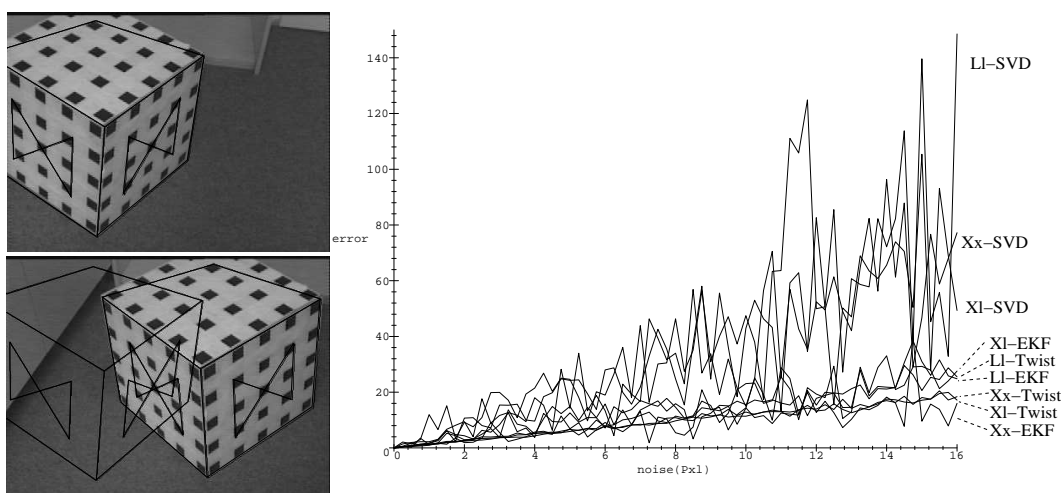 140
120
100
80
60
40
20
0
error
0 2 4 6 8 10 12 14 16
noise(Pxl)
Ll–SVD
Xx–SVD
Xl–SVD
Xl–EKF
Ll–Twist
Ll–EKF
Xx–Twist
Xl–Twist
Xx–EKF